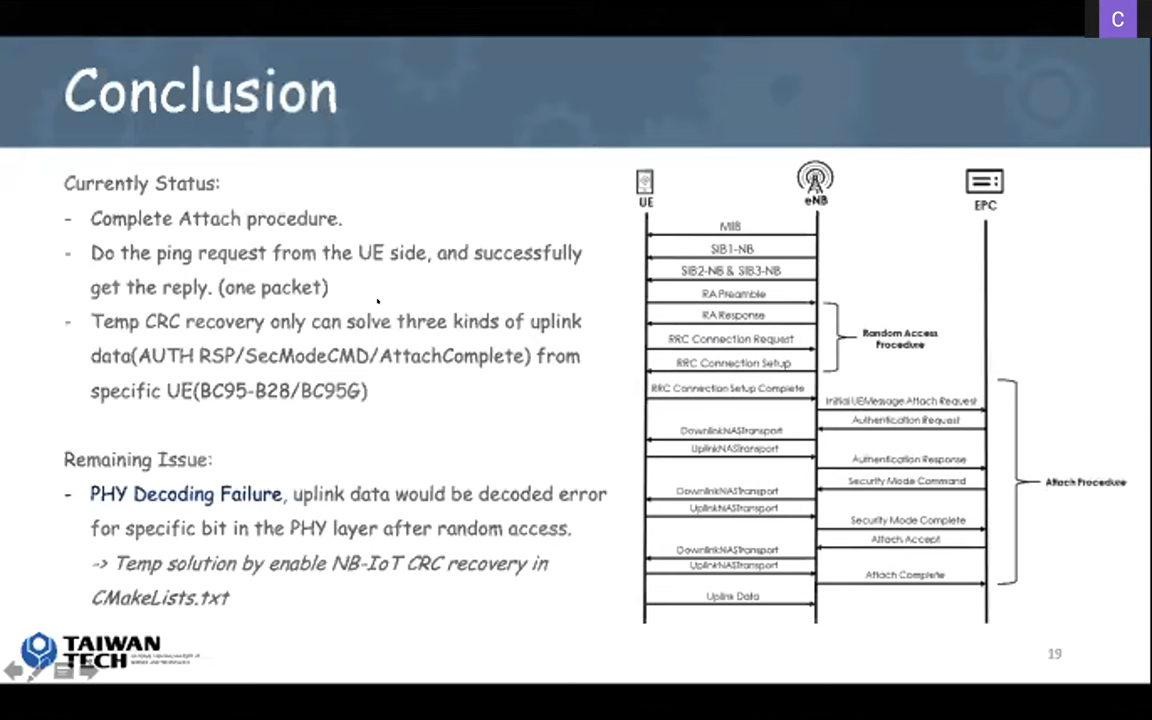 C
Conclusion
Currently Status:
- Complete Attach procedure.
- Do the ping request from the UE side, and successfully
get the reply. (one packet)
- Temp CRC recovery only can solve three kinds of uplink
data(AUTH RSP/SecModeCMD/AttachComplete) from
specific UE(BC95-B28/BC95G)
Remaining Issue:
- PHY Decoding Failure, uplink data would be decoded error
for specific bit in the PHY layer after random access.
-> Temp solution by enable NB-IoT CRC recovery in
CMakeLists.txt
UE
eNB
EPC
MIB
SIB1-NB
SIB2-NB & SIB3-NB
RA Preamble
RA Response
RRC Connection Request
RRC Connection Setup
Random Access
Procedure
RRC Connection Setup Complete
Initial UEMessage Attach Request
Authentication Request
DownlinkNASTransport
UplinkNASTransport
Authentication Response
Security Mode Command
DownlinkNASTransport
UplinkNASTransport
Security Mode Complete
Attach Accept
DownlinkNASTransport
UplinkNASTransport
Attach Complete
Uplink Data
Attach Procedure
TAIWAN
TECH
19